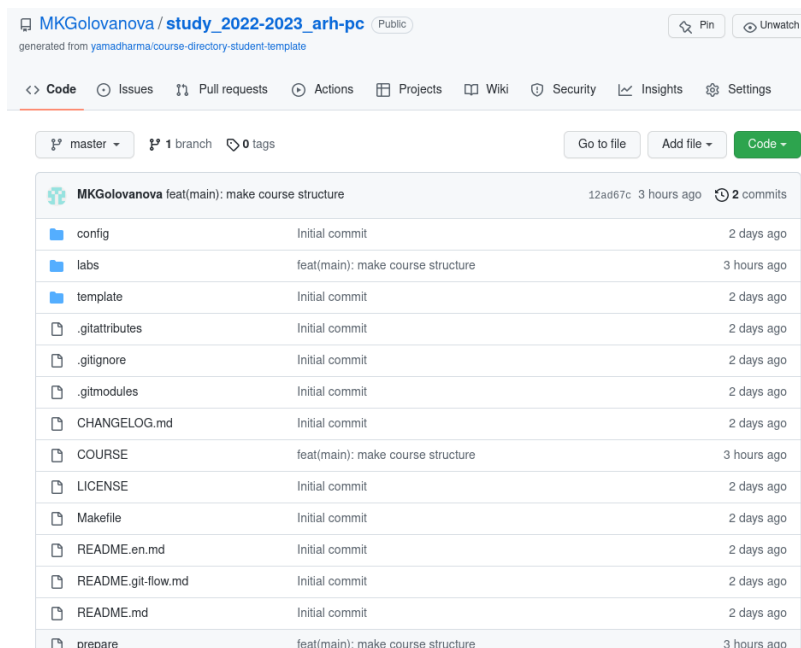 MKGolovanova / study_2022-2023_arh-pc Public Pin Unwatch
generated from yamadharma/course-directory-student-template
Code Issues Pull requests Actions Projects Wiki Security Insights Settings
master 1 branch 0 tags Go to file Add file Code
MKGolovanova feat(main): make course structure 12ad67c 3 hours ago 2 commits
config Initial commit 2 days ago
labs feat(main): make course structure 3 hours ago
template Initial commit 2 days ago
.gitattributes Initial commit 2 days ago
.gitignore Initial commit 2 days ago
.gitmodules Initial commit 2 days ago
CHANGELOG.md Initial commit 2 days ago
COURSE feat(main): make course structure 3 hours ago
LICENSE Initial commit 2 days ago
Makefile Initial commit 2 days ago
README.en.md Initial commit 2 days ago
README.git-flow.md Initial commit 2 days ago
README.md Initial commit 2 days ago
prepare feat(main): make course structure 3 hours ago